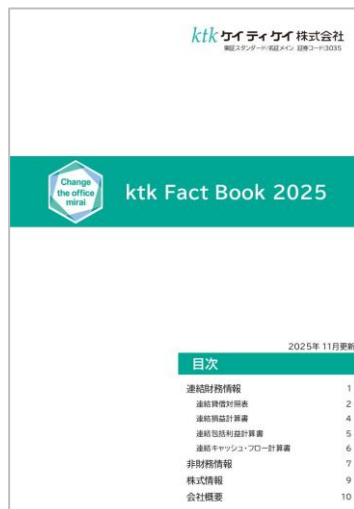 ktk ケイティケイ株式会社
東証スタンダード/名証メイン 証券コード:3035
Change
the office
mirai
ktk Fact Book 2025
2025年 11月更新
目次
連結財務情報 1
連結貸借対照表 2
連結損益計算書 4
連結包括利益計算書 5
連結キャッシュ・フロー計算書 6
非財務情報 7
株式情報 9
会社概要 10